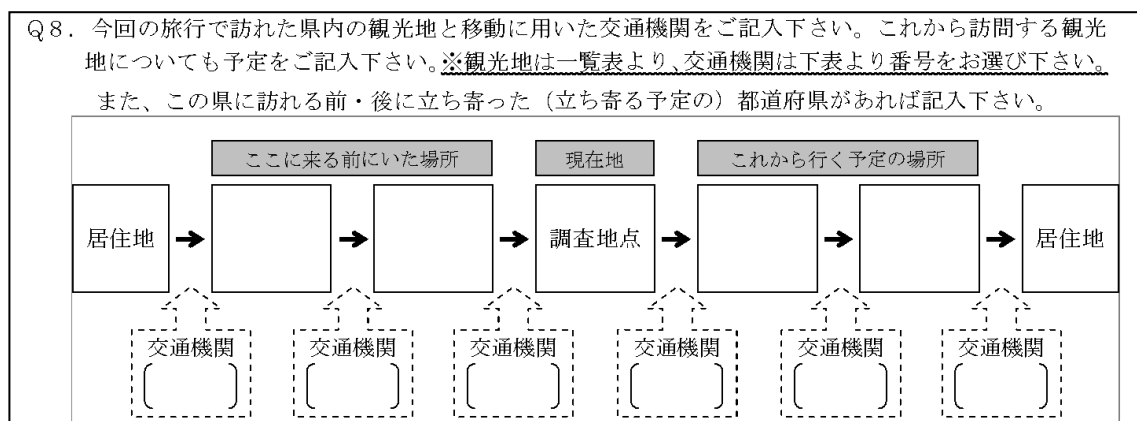 Q8．今回の旅行で訪れた県内の観光地と移動に用いた交通機関をご記入下さい。これから訪問する観光
地についても予定をご記入下さい。※観光地は一覧表より、交通機関は下表より番号をお選び下さい。
また、この県に訪れる前・後に立ち寄った（立ち寄る予定の）都道府県があれば記入下さい。
ここに来る前にいた場所 現在地 これから行く予定の場所
居住地 調査地点 居住地
交通機関 交通機関 交通機関 交通機関 交通機関 交通機関